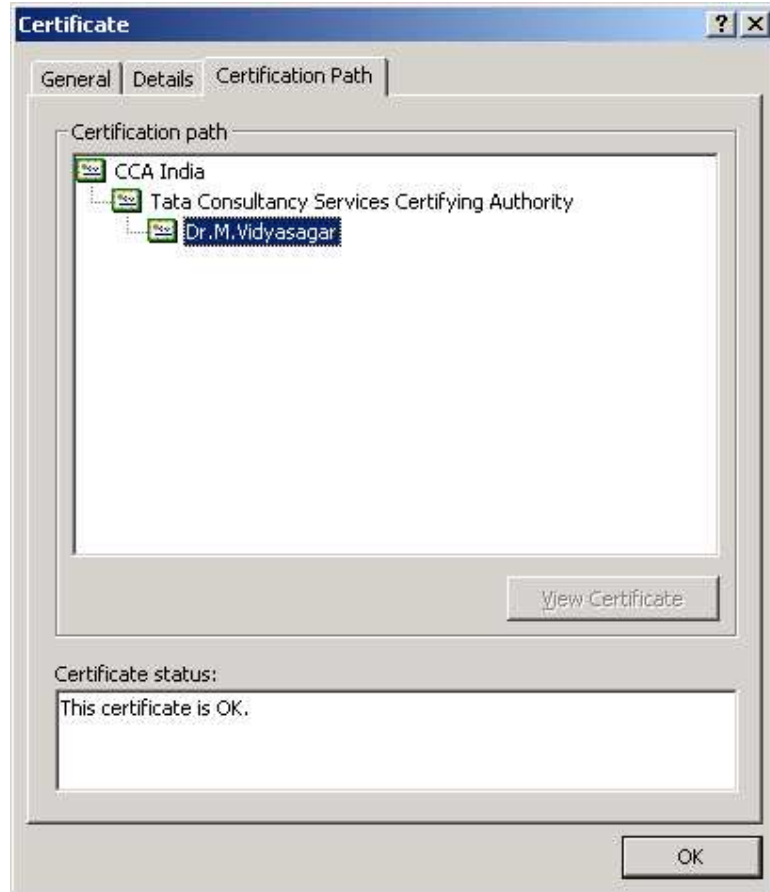 Certificate
General
Details
Certification Path
Certification path
CCA India
Tata Consultancy Services Certifying Authority
Dr.M.Vidyasagar
View Certificate
Certificate status:
This certificate is OK.
OK